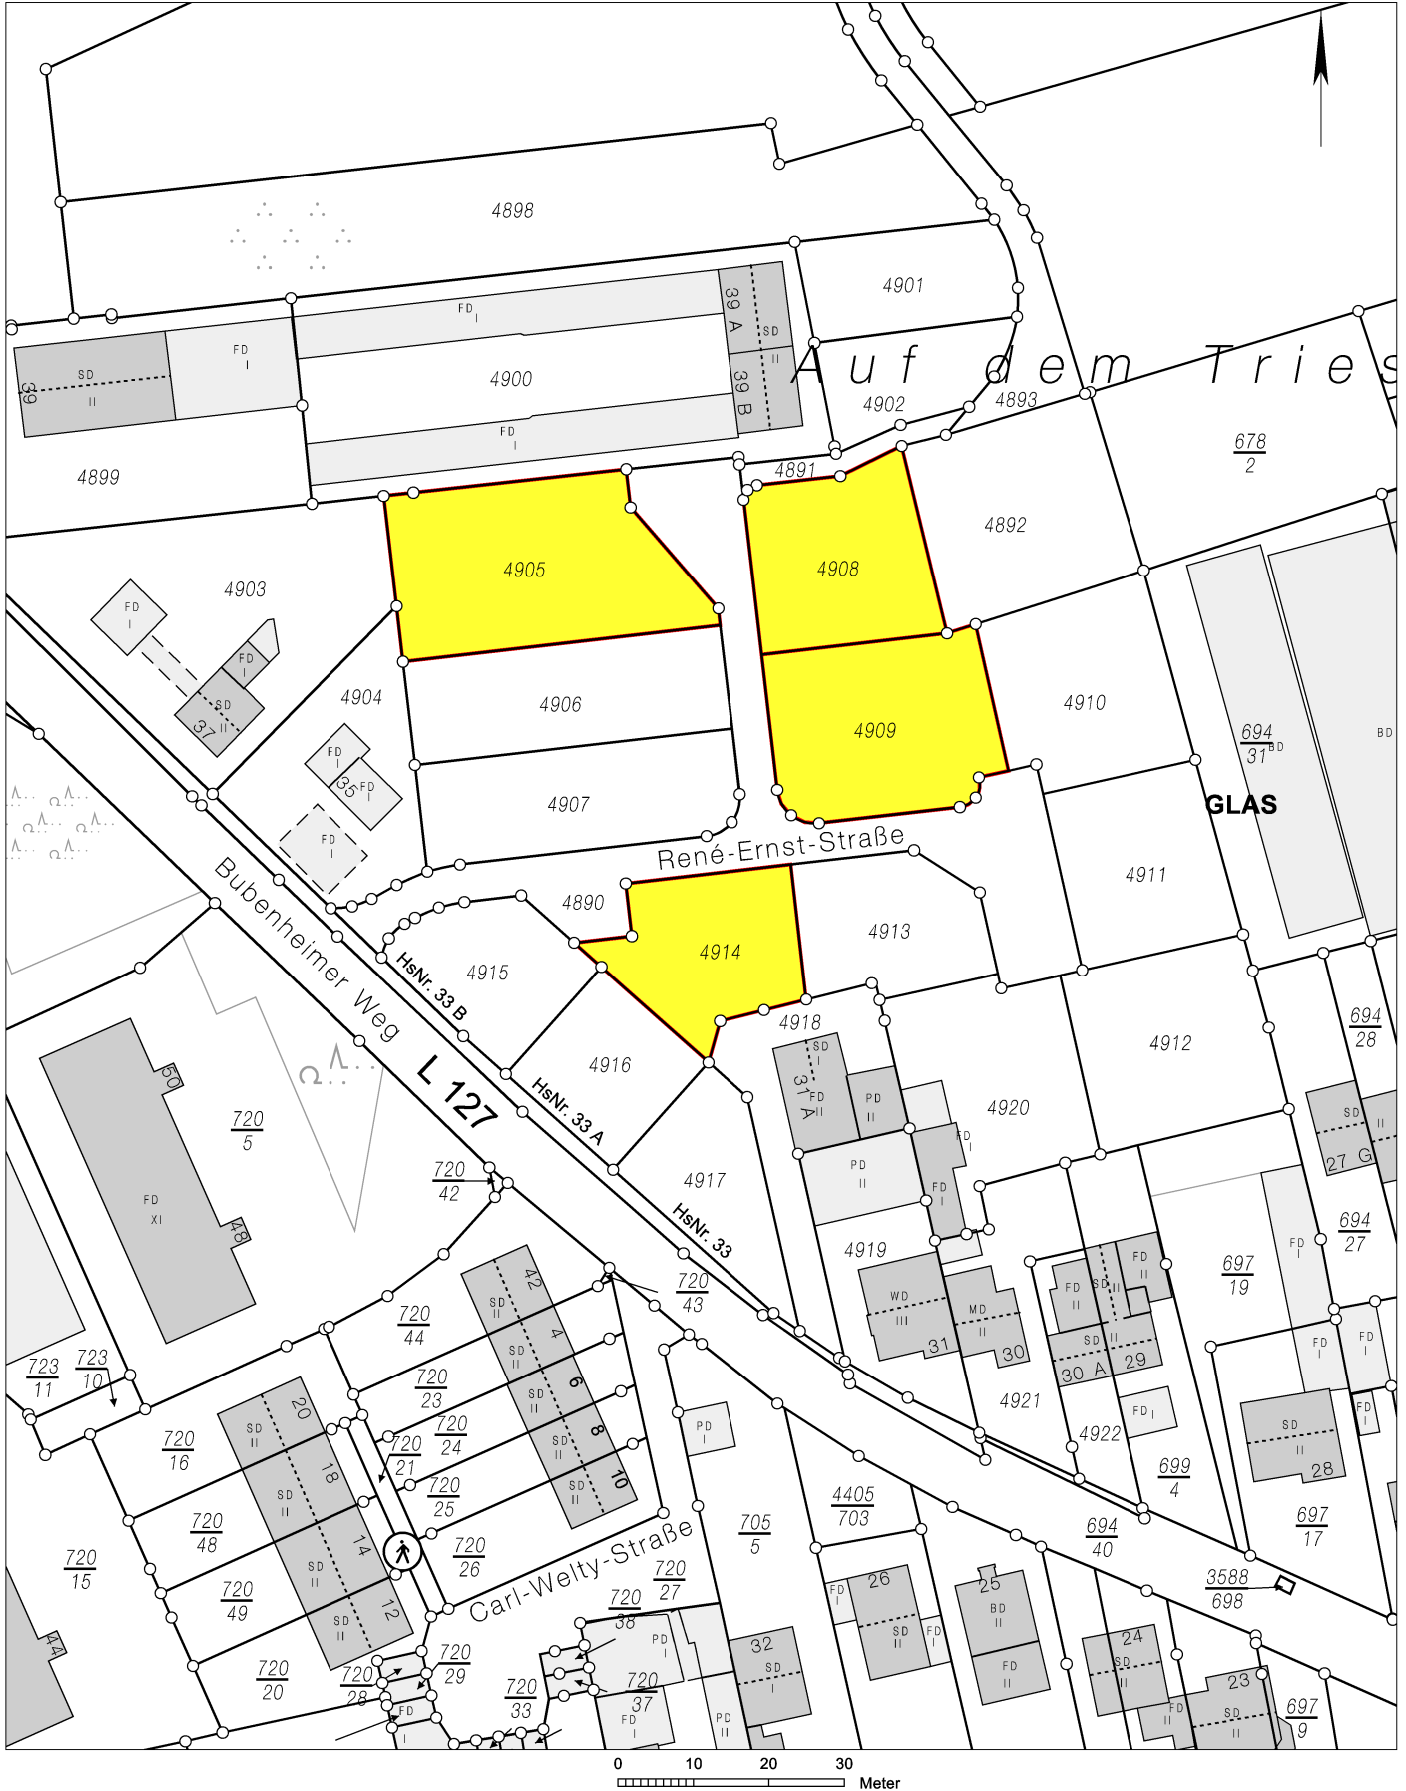 4898
4901
FD
I
39 A
SD
II
39 B
FD
I
SD
II
39
4900
Auf dem Tries
4902
4893
FD
I
678
2
4899
4891
4892
4905
4908
4903
FD
I
FD
I
SD
II
37
4904
4906
4909
4910
694
31
BD
BD
FD
I
35
FD
I
4907
GLAS
FD
I
René-Ernst-Straße
4911
Bubenheimer Weg
4890
4914
4913
4915
HsNr. 33 B
4918
694
28
4916
SD
I
31 A
FD
II
PD
II
4912
L 127
HsNr. 33 A
4920
50
720
5
SD
II
27 G
FD
I
PD
II
720
42
4917
FD
I
FD
XI
48
HsNr. 33
694
27
4919
FD
I
697
19
42
SD
II
720
43
WD
III
31
MD
II
30
FD
II
SD
II
FD
II
720
44
4
SD
II
SD
II
30 A
29
FD
I
FD
I
723
11
723
10
720
23
6
SD
II
4921
FD
I
FD
I
20
SD
II
720
16
720
24
8
SD
II
PD
I
4922
SD
II
28
720
21
18
SD
II
720
25
10
SD
II
699
4
4405
703
720
48
705
5
694
40
697
17
14
SD
II
720
26
Carl-Welty-Straße
720
15
720
27
3588
698
720
49
12
SD
II
720
38
FD
I
26
SD
II
FD
I
25
BD
II
FD
II
44
720
20
720
28
720
29
PD
I
32
SD
I
24
SD
II
720
33
720
37
FD
I
23
SD
II
FD
II
697
9
FD
I
PD
II
0 10 20 30
Meter